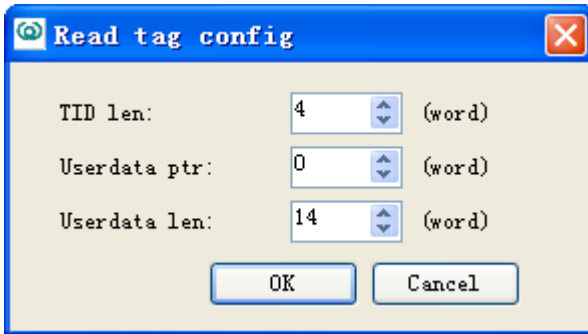 Read tag config
TID len: 4 (word)
Userdata ptr: 0 (word)
Userdata len: 14 (word)
OK Cancel